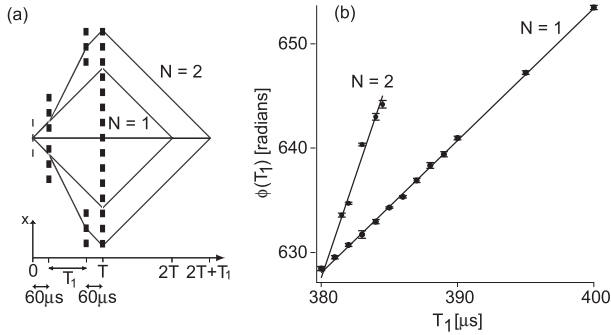 (a)
N = 2
N = 1
x
0 T₁ T 2T 2T+T₁
60µs 60µs
(b)
N = 1
N = 2
650
640
630
ϕ(T₁) [radians]
380 390 400
T₁[µs]